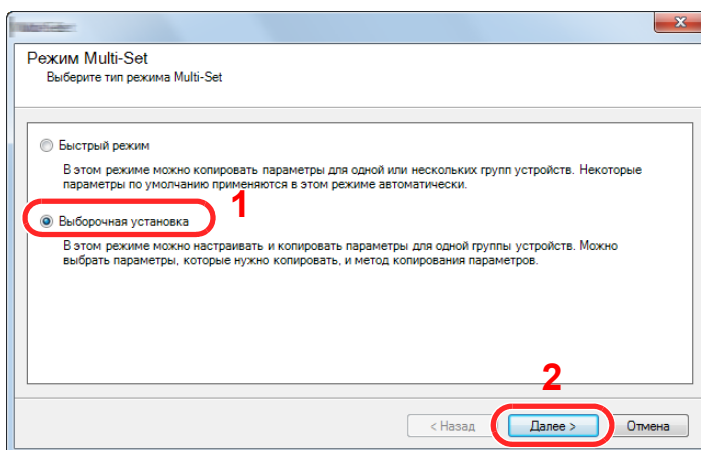 Режим Multi-Set
Выберите тип режима Multi-Set
Быстрый режим
В этом режиме можно копировать параметры для одной или нескольких групп устройств. Некоторые
параметры по умолчанию применяются в этом режиме автоматически.
1
Выборочная установка
В этом режиме можно настраивать и копировать параметры для одной группы устройств. Можно
выбрать параметры, которые нужно копировать, и метод копирования параметров.
2
< Назад Далее > Отмена